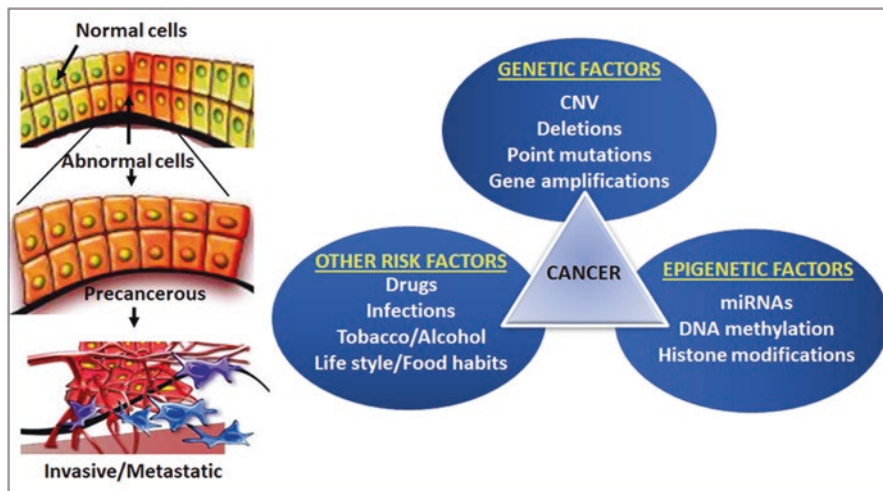 Normal cells
Abnormal cells
Precancerous
Invasive/Metastatic
GENETIC FACTORS
CNV
Deletions
Point mutations
Gene amplifications
OTHER RISK FACTORS
Drugs
Infections
Tobacco/Alcohol
Life style/Food habits
CANCER
EPIGENETIC FACTORS
miRNAs
DNA methylation
Histone modifications